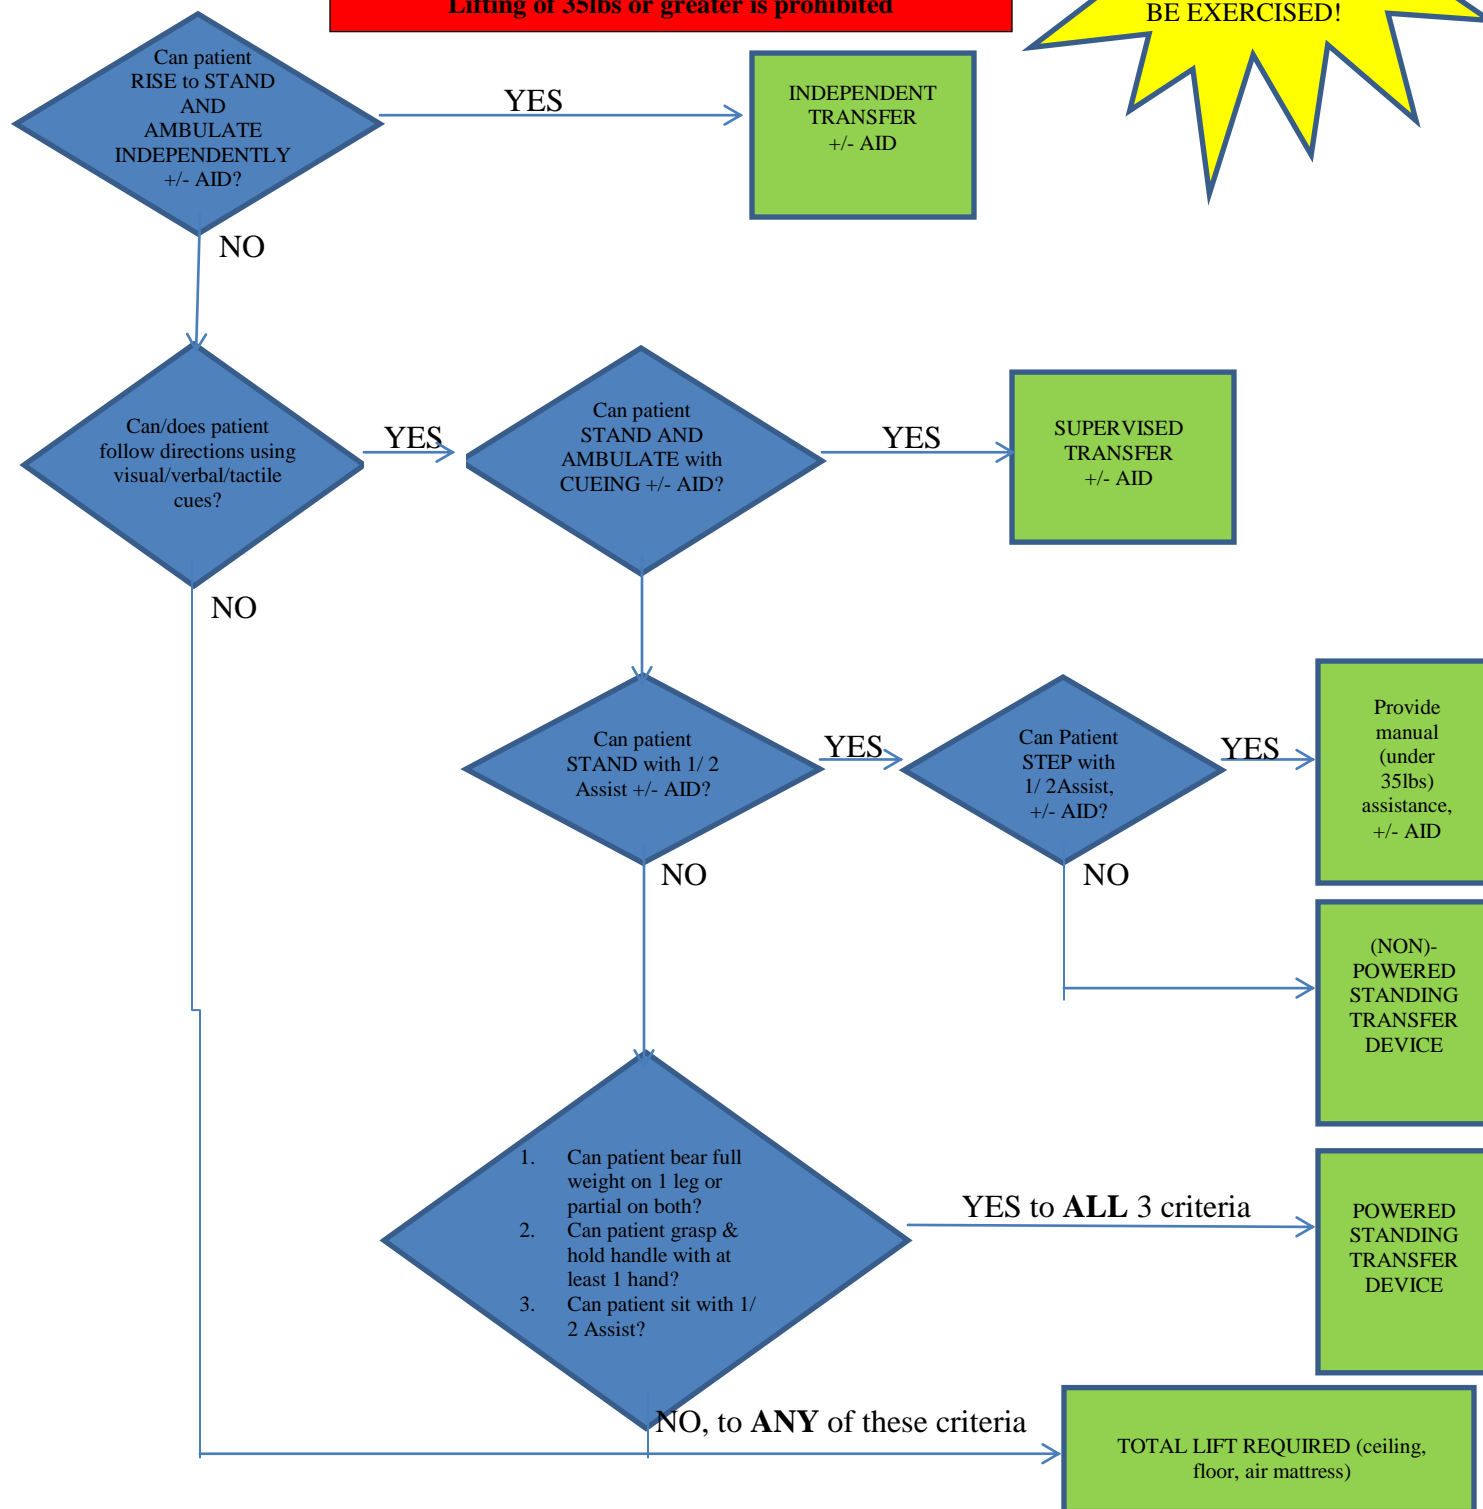 Lifting of 35lbs or greater is prohibited
BE EXERCISED!
Can patient
RISE to STAND
AND
AMBULATE
INDEPENDENTLY
+/- AID?
YES
INDEPENDENT
TRANSFER
+/- AID
NO
Can/does patient
follow directions using
visual/verbal/tactile
cues?
YES
Can patient
STAND AND
AMBULATE with
CUEING +/- AID?
YES
SUPERVISED
TRANSFER
+/- AID
NO
Can patient
STAND with 1/ 2
Assist +/- AID?
YES
Can Patient
STEP with
1/ 2Assist,
+/- AID?
YES
Provide
manual
(under
35lbs)
assistance,
+/- AID
NO
NO
(NON)-
POWERED
STANDING
TRANSFER
DEVICE
1. Can patient bear full
weight on 1 leg or
partial on both?
2. Can patient grasp &
hold handle with at
least 1 hand?
3. Can patient sit with 1/
2 Assist?
YES to ALL 3 criteria
POWERED
STANDING
TRANSFER
DEVICE
NO, to ANY of these criteria
TOTAL LIFT REQUIRED (ceiling,
floor, air mattress)